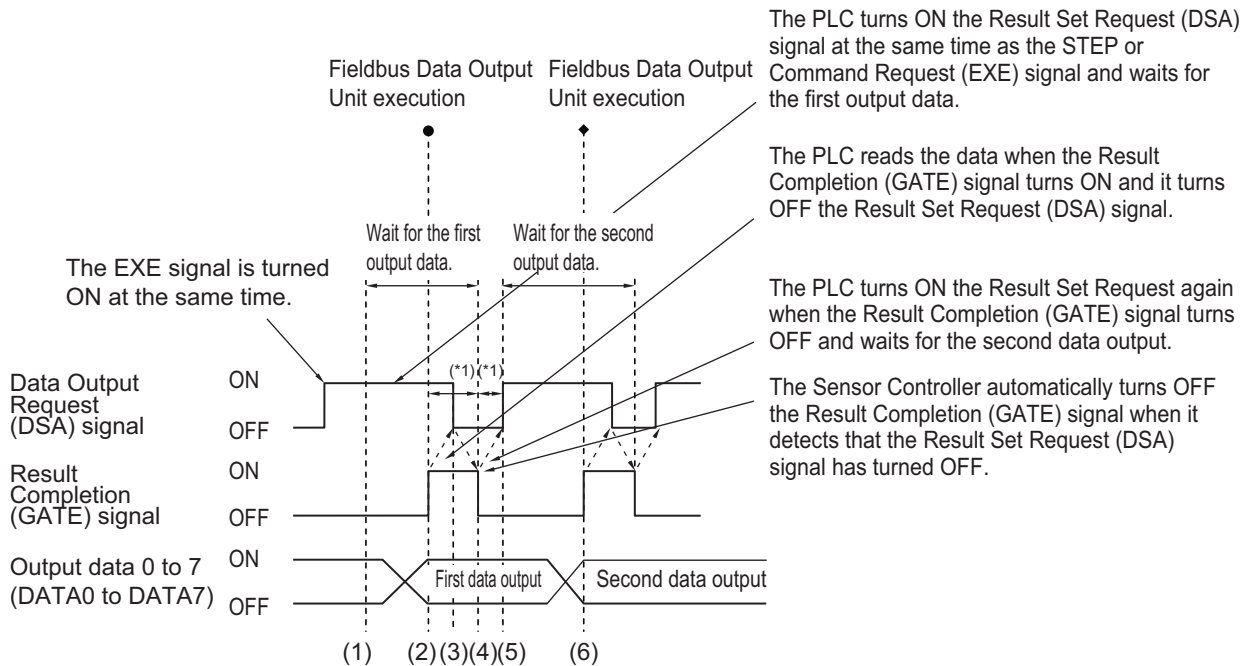 The PLC turns ON the Result Set Request (DSA)
signal at the same time as the STEP or
Command Request (EXE) signal and waits for
the first output data.
Fieldbus Data Output
Unit execution
Fieldbus Data Output
Unit execution
The PLC reads the data when the Result
Completion (GATE) signal turns ON and it turns
OFF the Result Set Request (DSA) signal.
Wait for the first
output data.
Wait for the second
output data.
The EXE signal is turned
ON at the same time.
The PLC turns ON the Result Set Request again
when the Result Completion (GATE) signal turns
OFF and waits for the second data output.
The Sensor Controller automatically turns OFF
the Result Completion (GATE) signal when it
detects that the Result Set Request (DSA)
signal has turned OFF.
(*1) (*1)
Data Output
Request
(DSA) signal
ON
OFF
Result
Completion
(GATE) signal
ON
OFF
Output data 0 to 7
(DATA0 to DATA7)
ON
OFF
First data output
Second data output
(1) (2) (3) (4) (5) (6)